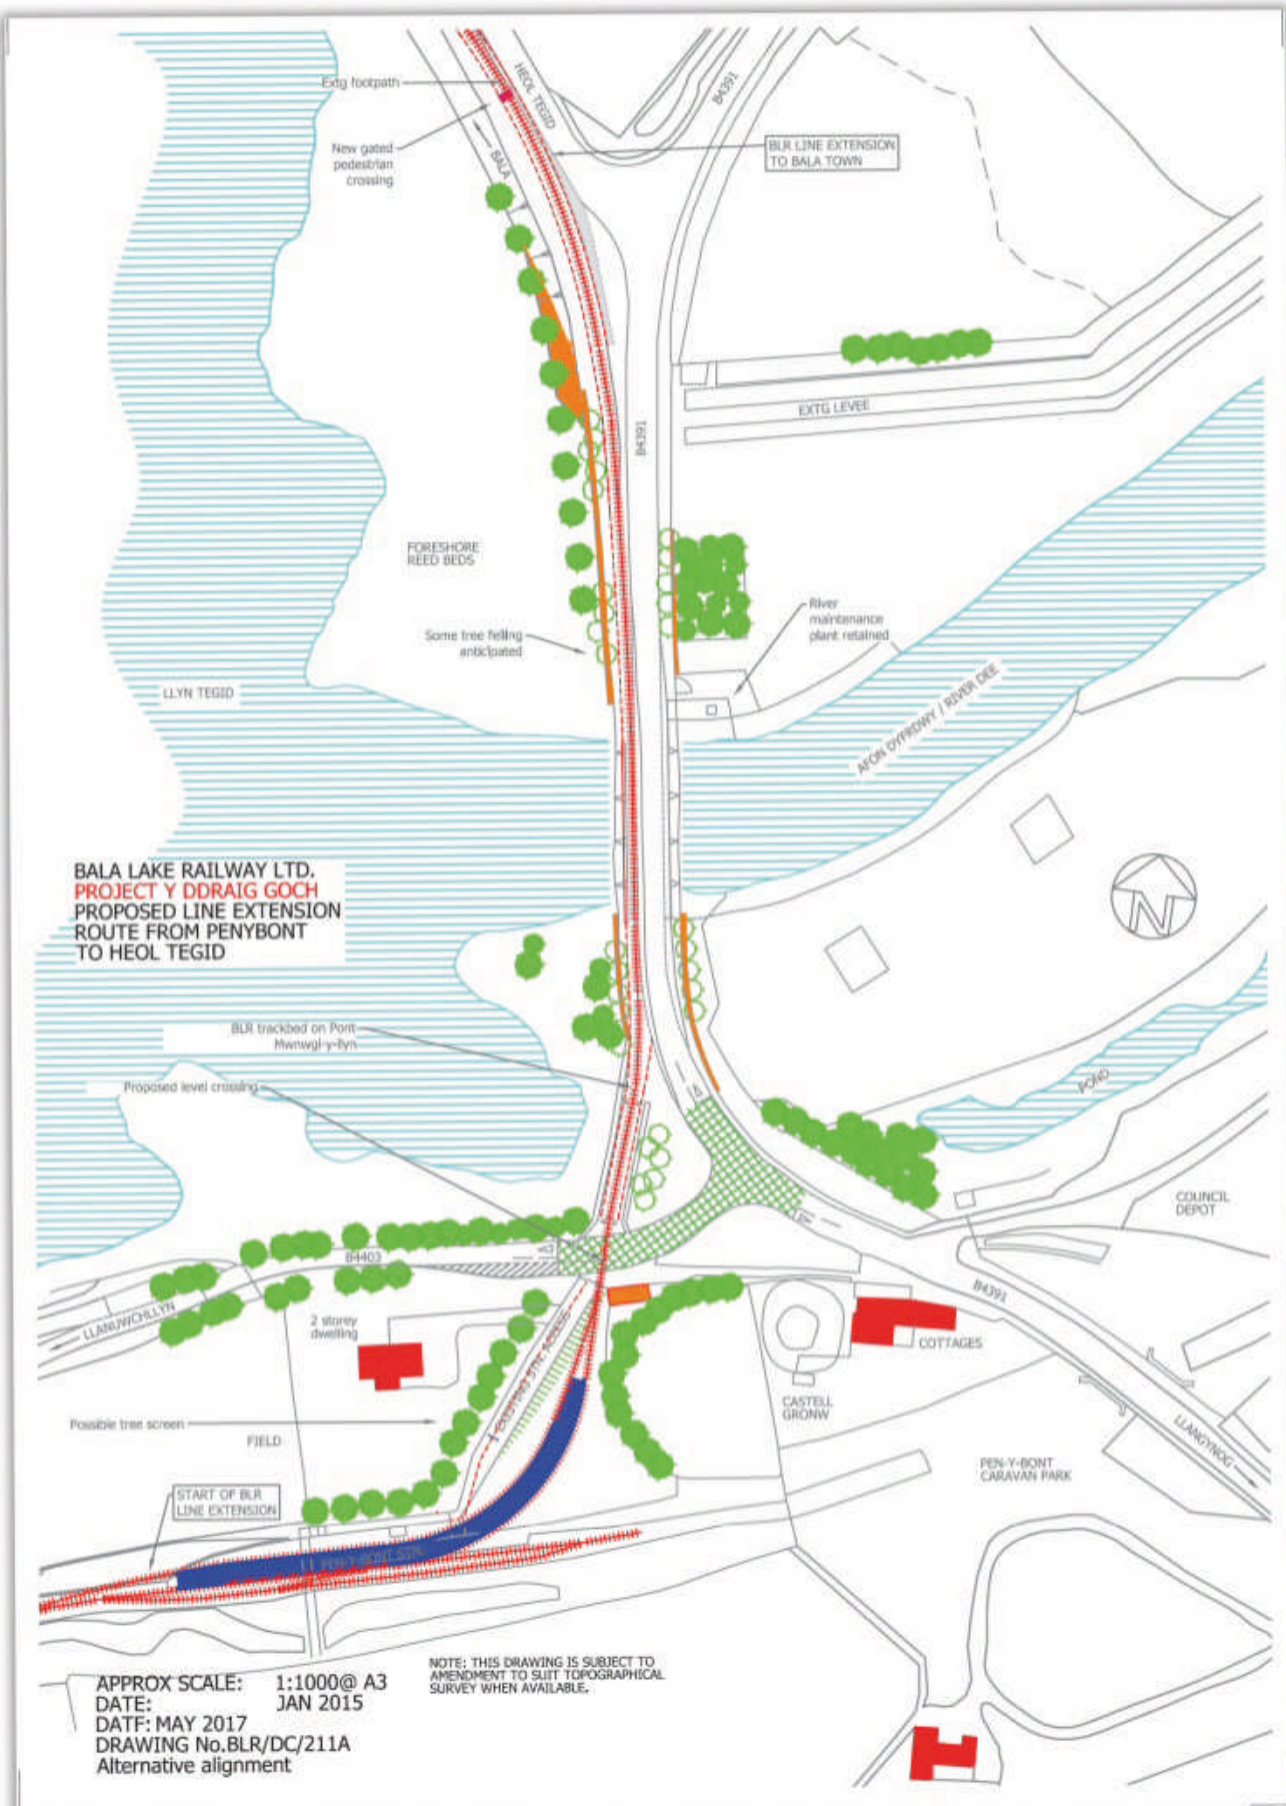 Extg footpath
HEOL TEGID
B4391
New gated
pedestrian
crossing
BALA
BLR LINE EXTENSION
TO BALA TOWN
EXTG LEVEE
B4391
FORESHORE
REED BEDS
River
maintenance
plant retained
Some tree felling
anticipated
LLYN TEGID
AFON DYFRDWY / RIVER DEE
BALA LAKE RAILWAY LTD.
PROJECT Y DDRAIG GOCH
PROPOSED LINE EXTENSION
ROUTE FROM PENYBONT
TO HEOL TEGID
N
BLR trackbed on Pont
Mwnwgl-y-llyn
Proposed level crossing
POND
COUNCIL
DEPOT
B4403
LLANUWCHLLYN
B4391
2 storey
dwelling
EXISTING STN. ACCESS
COTTAGES
CASTELL
GRONW
Possible tree screen
FIELD
LLANGYNOG
PEN-Y-BONT
CARAVAN PARK
START OF BLR
LINE EXTENSION
PEN-Y-BONT STN.
NOTE: THIS DRAWING IS SUBJECT TO
AMENDMENT TO SUIT TOPOGRAPHICAL
SURVEY WHEN AVAILABLE.
APPROX SCALE: 1:1000@ A3
DATE: JAN 2015
DATF: MAY 2017
DRAWING No.BLR/DC/211A
Alternative alignment